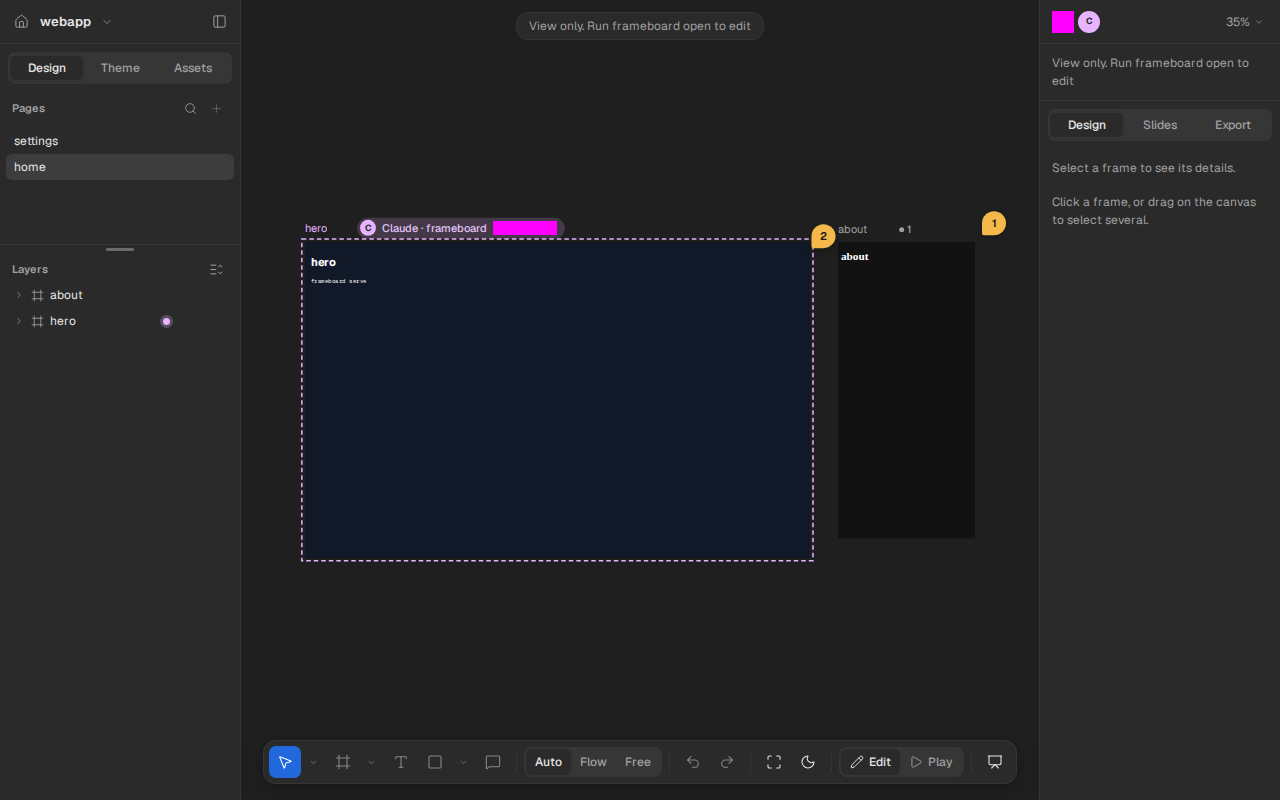 webapp
Design Theme Assets
Pages
settings
home
Layers
about
hero
View only. Run frameboard open to edit
hero
C Claude · frameboard
2
about
1
1
hero
frameboard serve
about
Auto Flow Free
Edit Play
C
35%
View only. Run frameboard open to
edit
Design Slides Export
Select a frame to see its details.
Click a frame, or drag on the canvas
to select several.